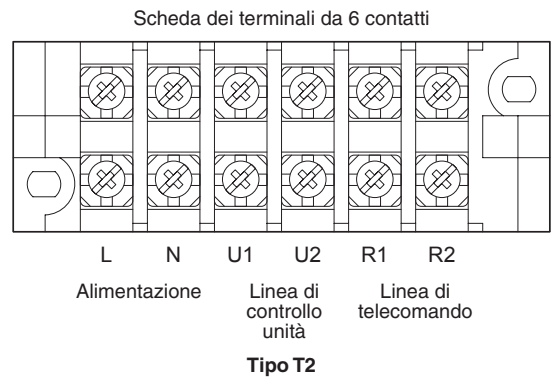 Scheda dei terminali da 6 contatti
L N U1 U2 R1 R2
Alimentazione Linea di controllo unità Linea di telecomando
Tipo T2